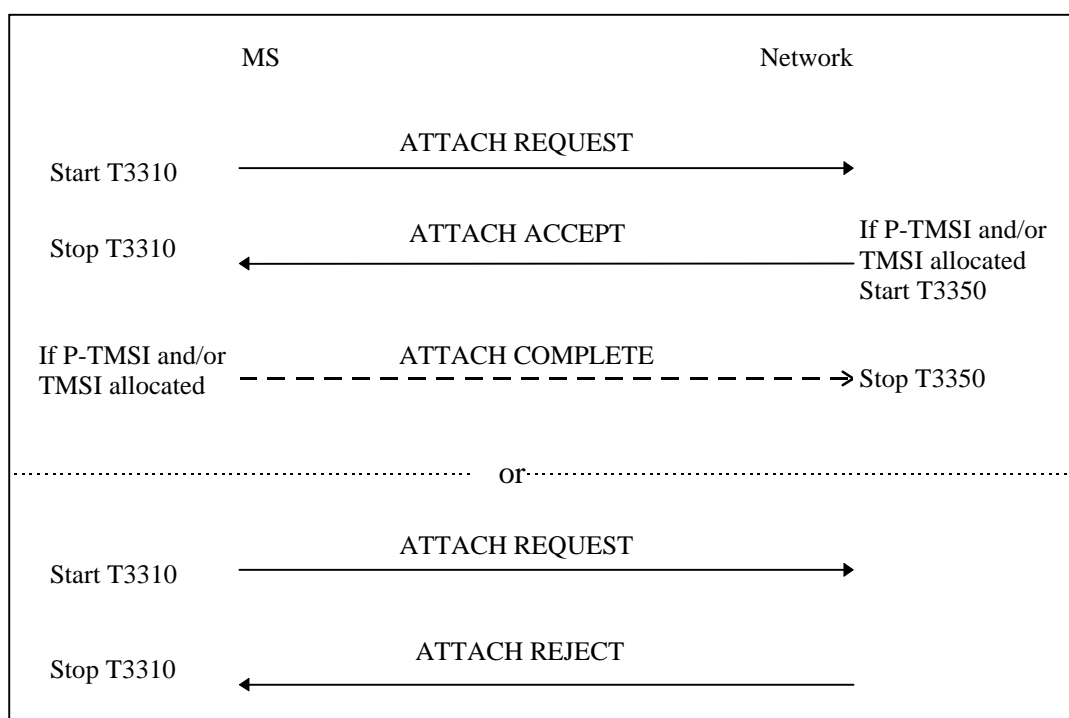 MS Network
ATTACH REQUEST
Start T3310
ATTACH ACCEPT
Stop T3310
If P-TMSI and/or
TMSI allocated
Start T3350
If P-TMSI and/or
TMSI allocated
ATTACH COMPLETE
Stop T3350
or
ATTACH REQUEST
Start T3310
ATTACH REJECT
Stop T3310